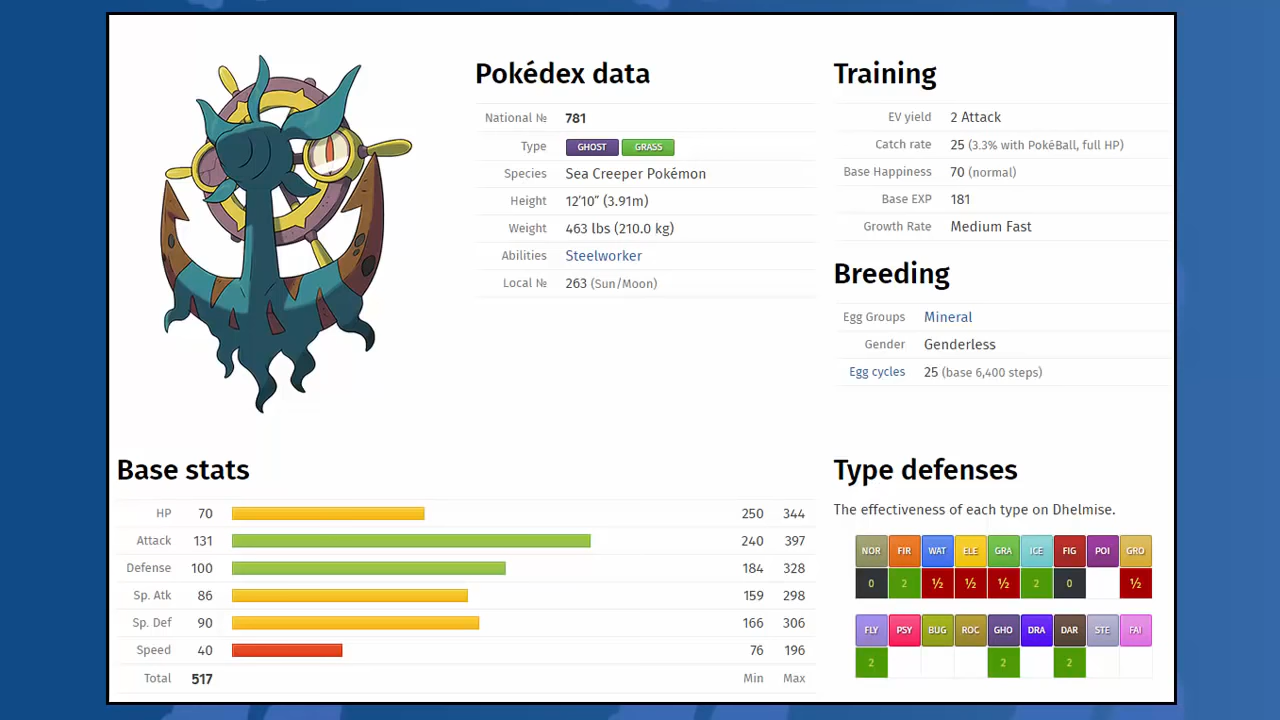 Pokédex data
National № 781
Type GHOST GRASS
Species Sea Creeper Pokémon
Height 12'10" (3.91m)
Weight 463 lbs (210.0 kg)
Abilities Steelworker
Local № 263 (Sun/Moon)
Training
EV yield 2 Attack
Catch rate 25 (3.3% with PokéBall, full HP)
Base Happiness 70 (normal)
Base EXP 181
Growth Rate Medium Fast
Breeding
Egg Groups Mineral
Gender Genderless
Egg cycles 25 (base 6,400 steps)
Base stats
HP 70 250 344
Attack 131 240 397
Defense 100 184 328
Sp. Atk 86 159 298
Sp. Def 90 166 306
Speed 40 76 196
Total 517 Min Max
Type defenses
The effectiveness of each type on Dhelmise.
NOR FIR WAT ELE GRA ICE FIG POI GRO
0 2 ½ ½ ½ 2 0 ½
FLY PSY BUG ROC GHO DRA DAR STE FAI
2 2 2